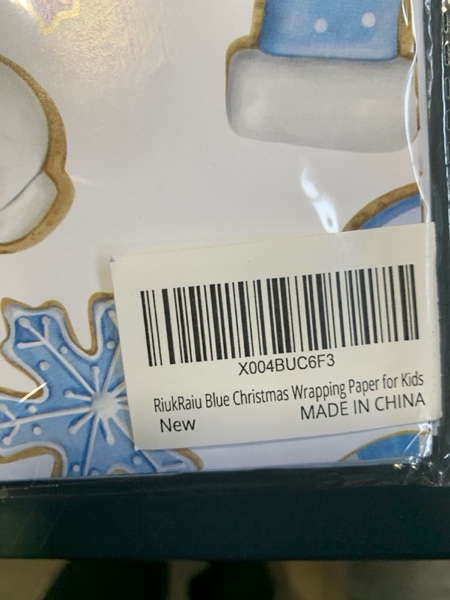 X004BUC6F3
RiukRaiu Blue Christmas Wrapping Paper for Kids
New MADE IN CHINA